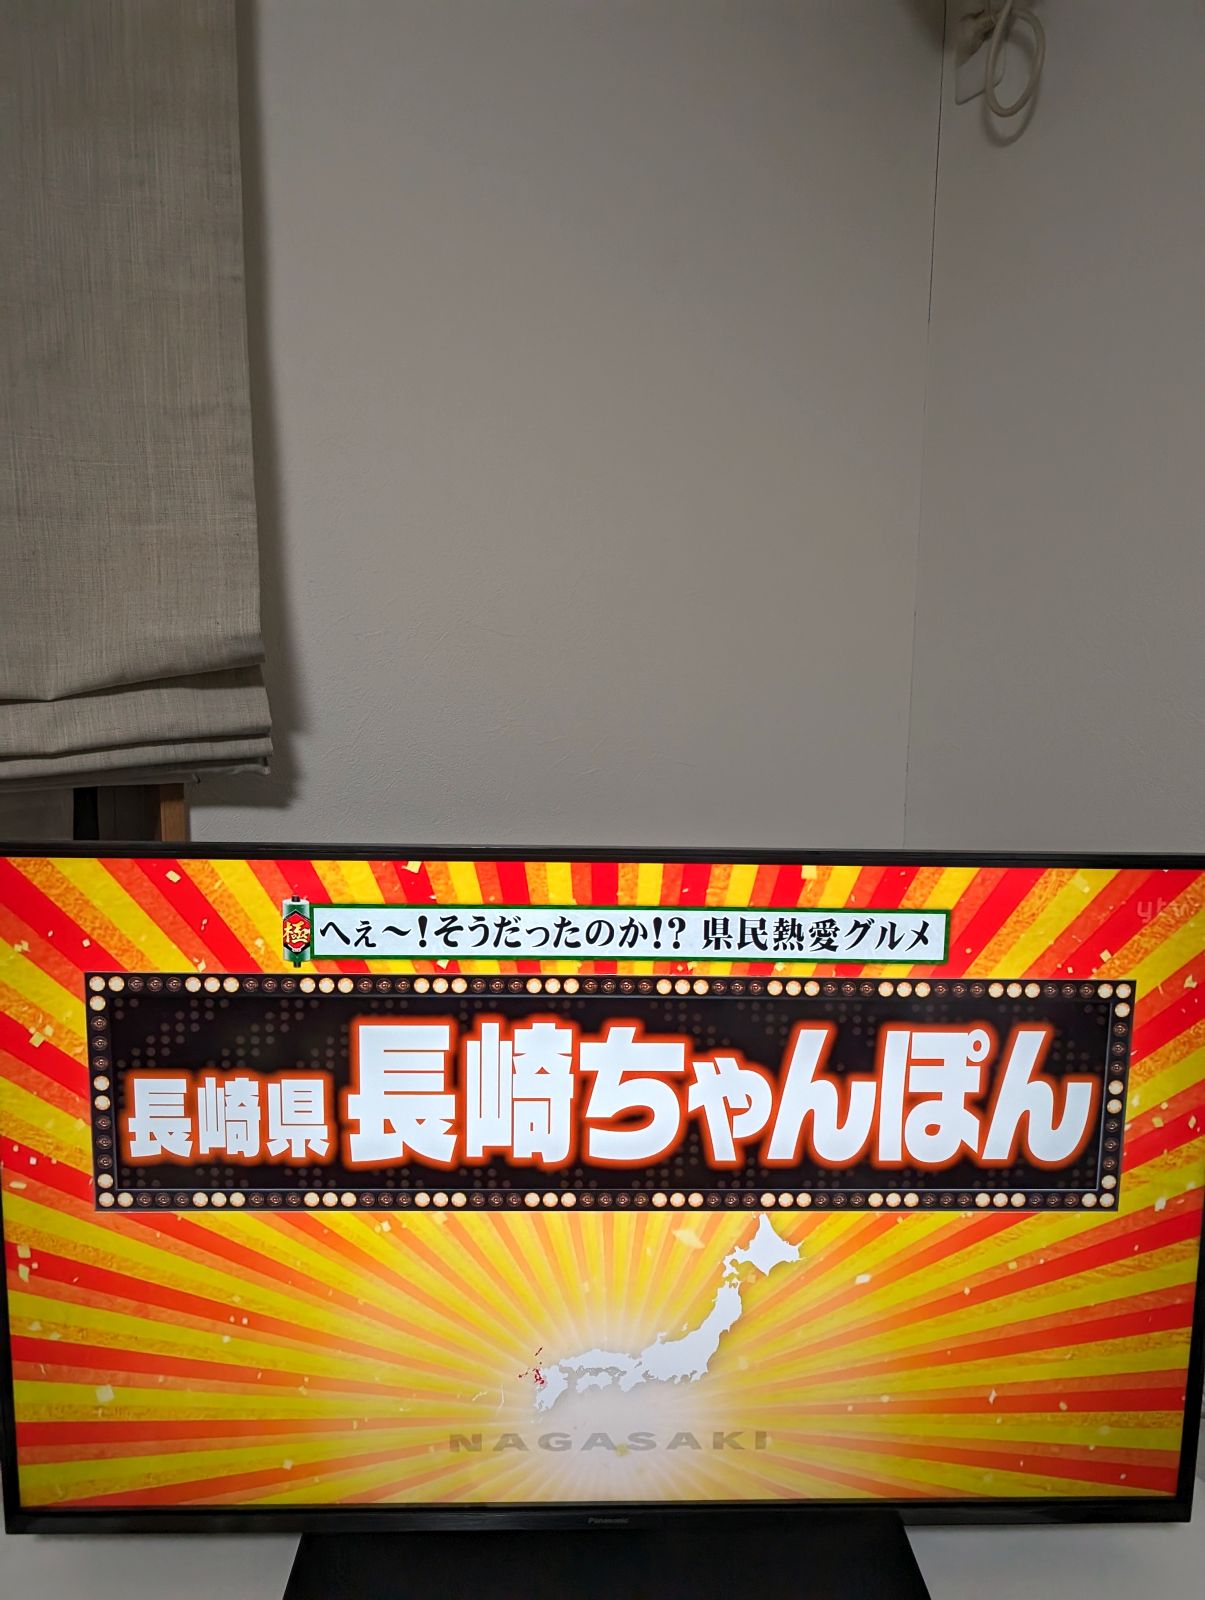 ytv
極 へぇ〜!そうだったのか!? 県民熱愛グルメ
長崎県 長崎ちゃんぽん
NAGASAKI
Panasonic